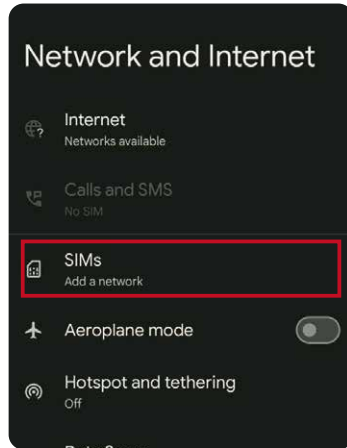 Network and Internet
Internet
Networks available
Calls and SMS
No SIM
SIMs
Add a network
Aeroplane mode
Hotspot and tethering
Off